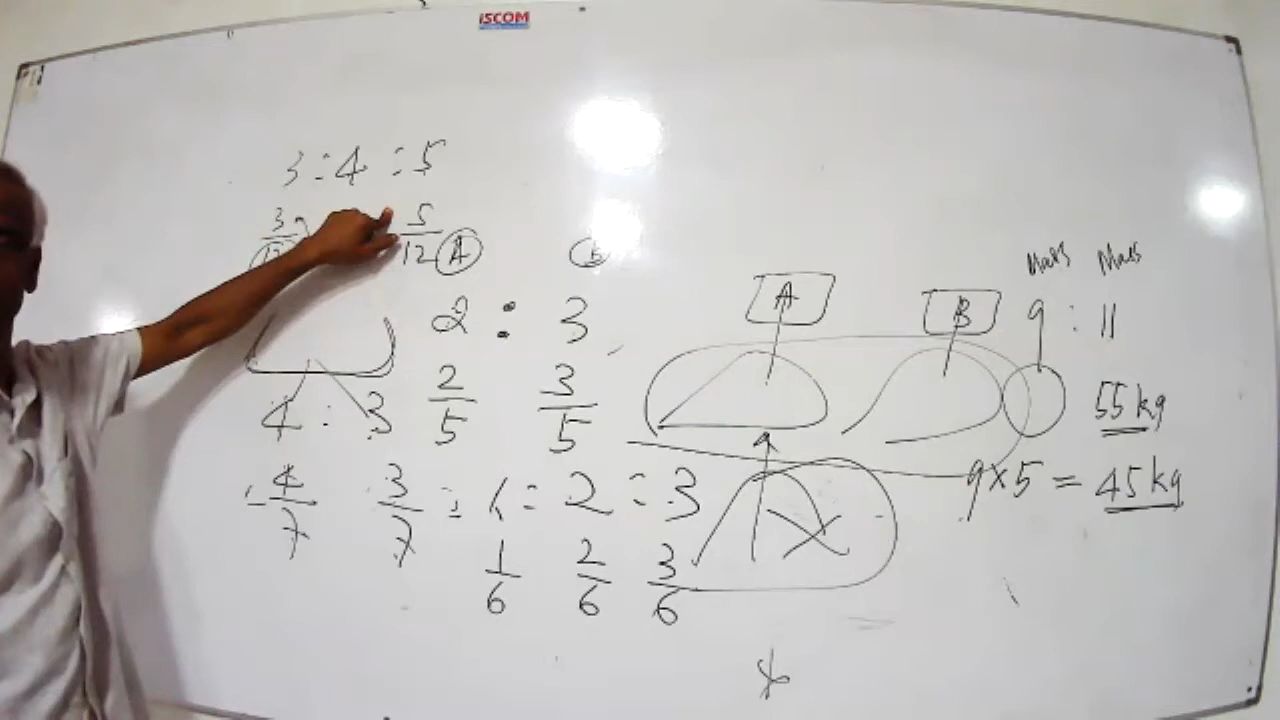 iSCOM
3 : 4 : 5
3/12 5/12 A
2 : 3
A B
Mass Mass
9 : 11
4 : 3 2/5 3/5
55 kg
4/7 3/7 1 : 2 : 3
9 x 5 = 45 kg
1/6 2/6 3/6